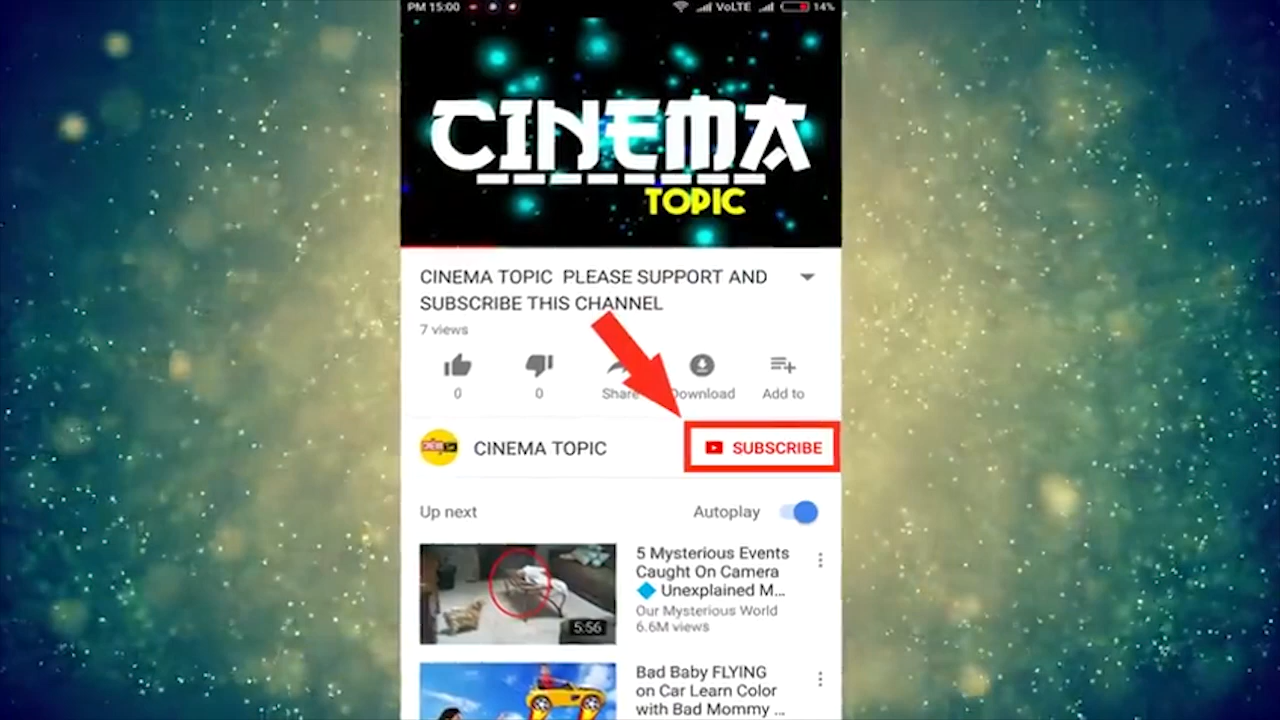 PM 15:00
VoLTE
14%
CINEMA
TOPIC
CINEMA TOPIC PLEASE SUPPORT AND
SUBSCRIBE THIS CHANNEL
7 views
0
0
Share
Download
Add to
CINEMA TOPIC
SUBSCRIBE
Up next
Autoplay
5:56
5 Mysterious Events
Caught On Camera
🔷 Unexplained M...
Our Mysterious World
6.6M views
Bad Baby FLYING
on Car Learn Color
with Bad Mommy ...